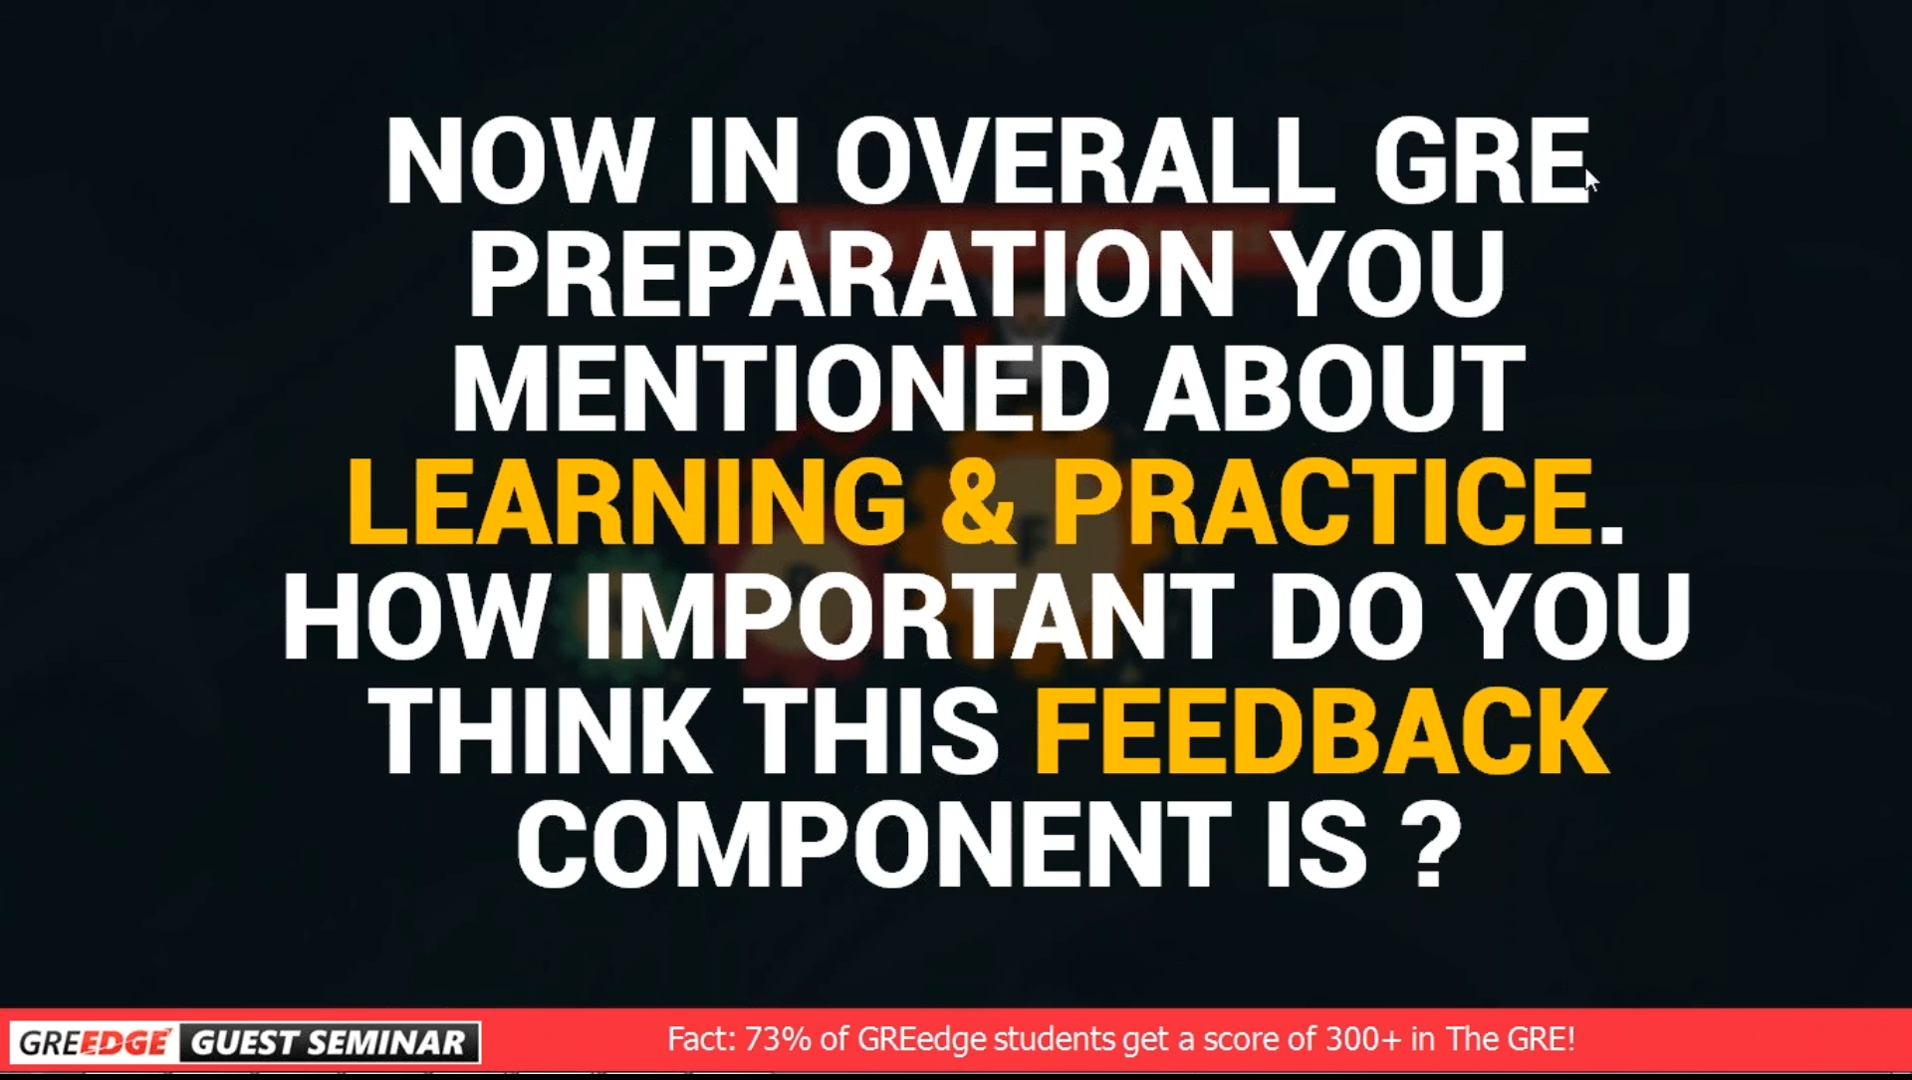 NOW IN OVERALL GRE
PREPARATION YOU
MENTIONED ABOUT
LEARNING & PRACTICE.
HOW IMPORTANT DO YOU
THINK THIS FEEDBACK
COMPONENT IS ?
GREEDGE GUEST SEMINAR
Fact: 73% of GREedge students get a score of 300+ in The GRE!